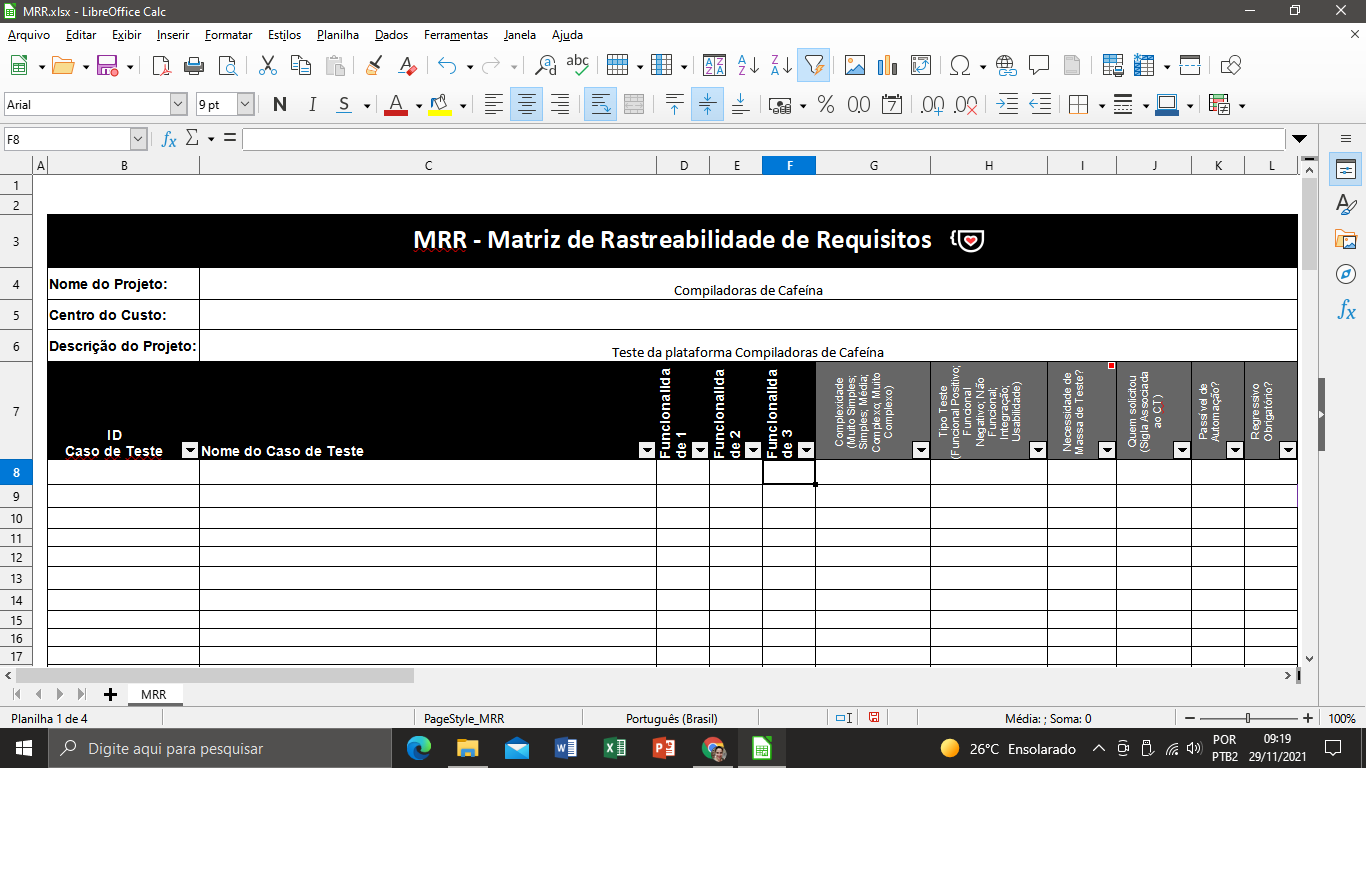 MRR.xlsx - LibreOffice Calc
Arquivo Editar Exibir Inserir Formatar Estilos Planilha Dados Ferramentas Janela Ajuda
Arial 9 pt N I S
F8
A B C D E F G H I J K L
1
2
3 MRR - Matriz de Rastreabilidade de Requisitos
4 Nome do Projeto: Compiladoras de Cafeína
5 Centro do Custo:
6 Descrição do Projeto: Teste da plataforma Compiladoras de Cafeína
7
ID
Caso de Teste
Nome do Caso de Teste
Funcionalida
de 1
Funcionalida
de 2
Funcionalida
de 3
Complexidade
(Muito Simples;
Simples; Média;
Complexo; Muito
Complexo)
Tipo Teste
(Funcional Positivo;
Funcional
Negativo; Não
Funcional;
Integração;
Usabilidade)
Necessidade de
Massa de Teste?
Quem solicitou
(Sigla Associada
ao CT)
Passível de
Automação?
Regressivo
Obrigatório?
8
9
10
11
12
13
14
15
16
17
MRR
Planilha 1 de 4 PageStyle_MRR Português (Brasil) Média: ; Soma: 0 100%
Digite aqui para pesquisar 26°C Ensolarado POR 09:19
PTB2 29/11/2021